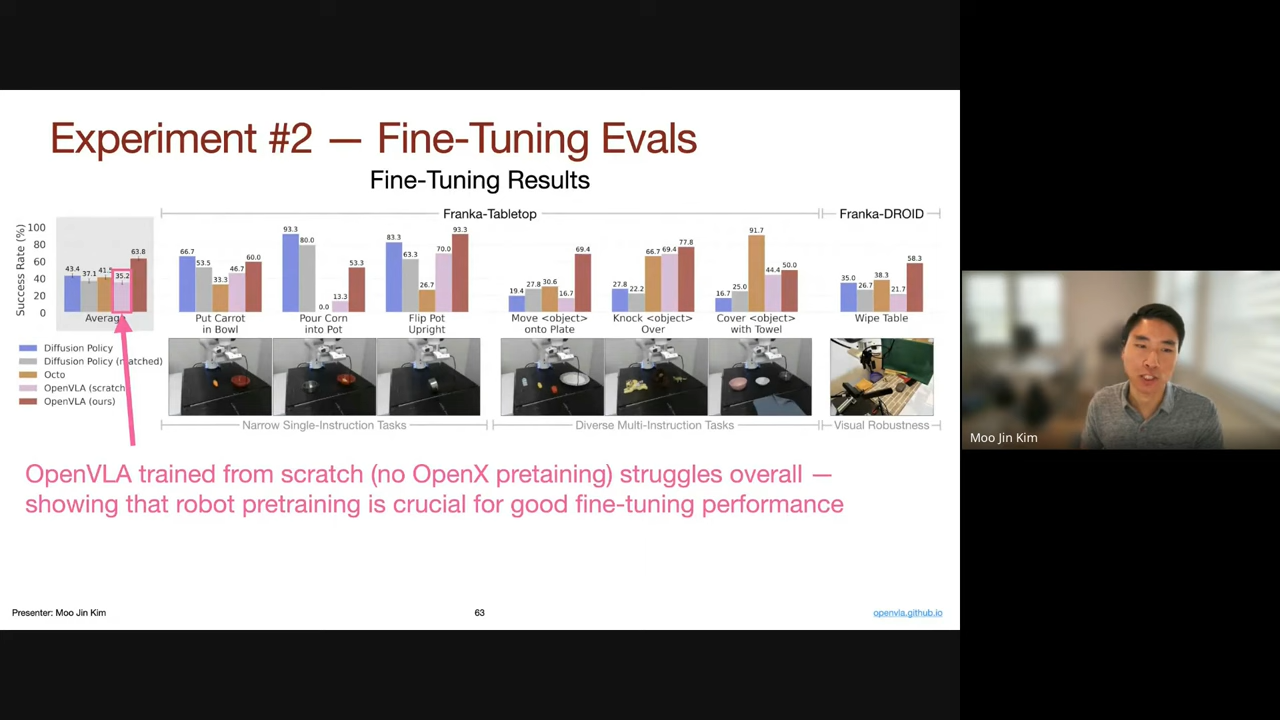 Experiment #2 — Fine-Tuning Evals
Fine-Tuning Results
Franka-Tabletop
Franka-DROID
Success Rate (%)
100
80
60
40
20
0
43.4
37.1
41.5
35.2
63.8
Average
66.7
53.5
33.3
46.7
60.0
Put Carrot
in Bowl
93.3
80.0
0.0
13.3
53.3
Pour Corn
into Pot
83.3
63.3
26.7
70.0
93.3
Flip Pot
Upright
19.4
27.8
30.6
16.7
69.4
Move <object>
onto Plate
27.8
22.2
66.7
69.4
77.8
Knock <object>
Over
16.7
25.0
91.7
44.4
50.0
Cover <object>
with Towel
35.0
26.7
38.3
21.7
58.3
Wipe Table
Diffusion Policy
Diffusion Policy (matched)
Octo
OpenVLA (scratch)
OpenVLA (ours)
Narrow Single-Instruction Tasks
Diverse Multi-Instruction Tasks
Visual Robustness
OpenVLA trained from scratch (no OpenX pretaining) struggles overall —
showing that robot pretraining is crucial for good fine-tuning performance
Presenter: Moo Jin Kim
63
openvla.github.io
Moo Jin Kim